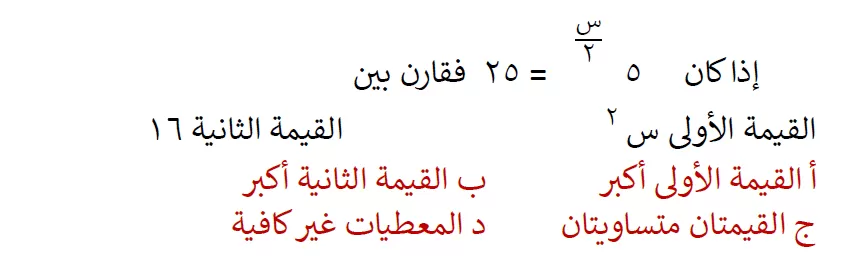 إذا كان ٥ س/٢ = ٢٥ فقارن بين
القيمة الأولى س ٢ القيمة الثانية ١٦
أ القيمة الأولى أكبر ب القيمة الثانية أكبر
ج القيمتان متساويتان د المعطيات غير كافية